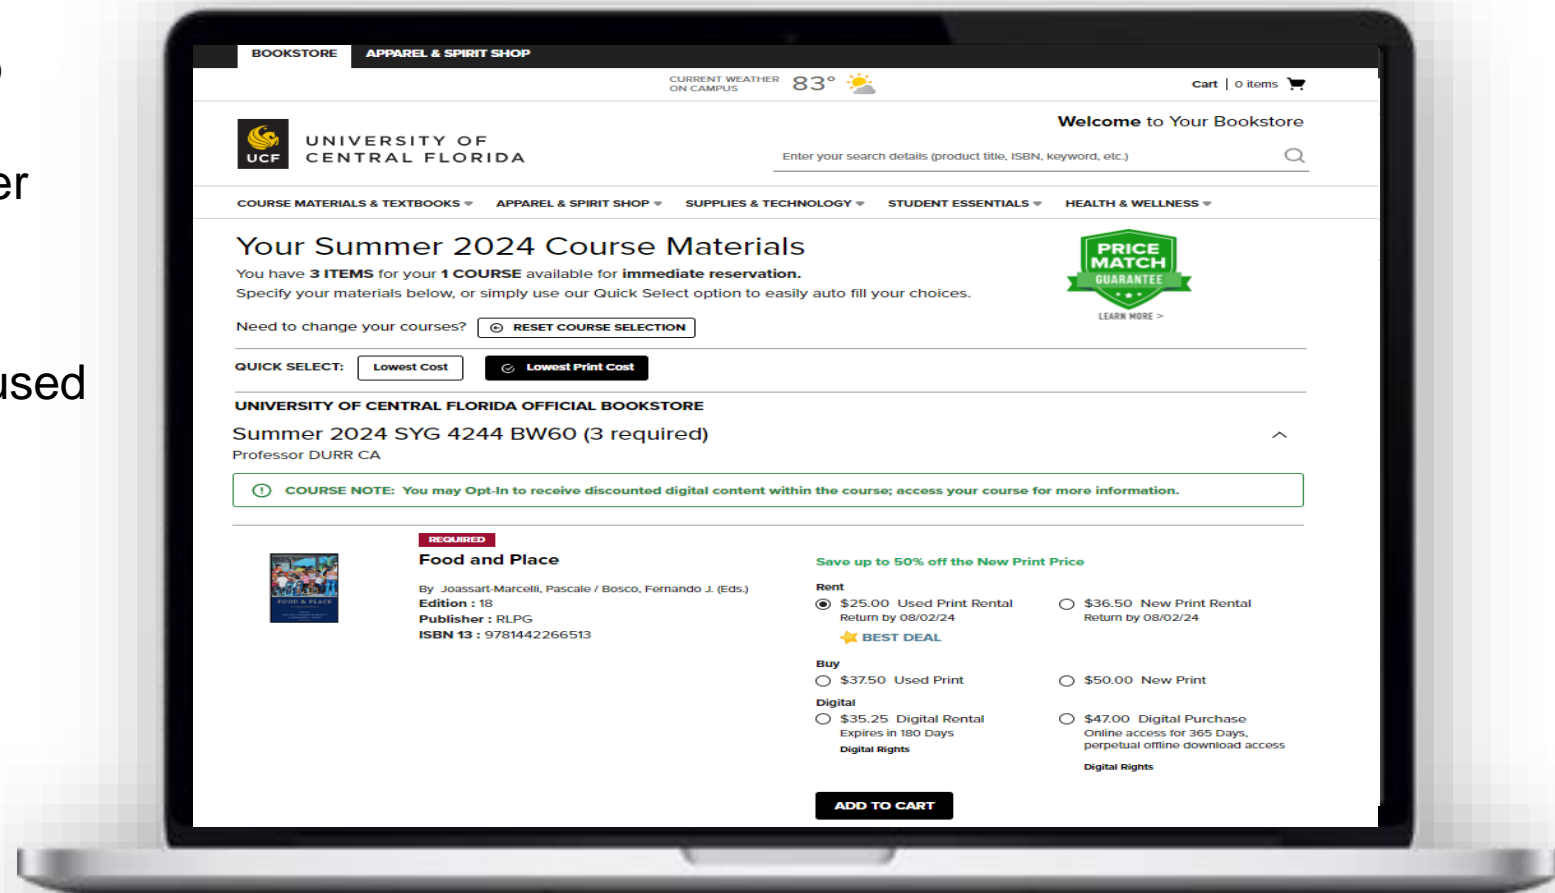 er
used
BOOKSTORE APPAREL & SPIRIT SHOP
CURRENT WEATHER ON CAMPUS 83° Cart | 0 items
Welcome to Your Bookstore
UCF UNIVERSITY OF CENTRAL FLORIDA
Enter your search details (product title, ISBN, keyword, etc.)
COURSE MATERIALS & TEXTBOOKS APPAREL & SPIRIT SHOP SUPPLIES & TECHNOLOGY STUDENT ESSENTIALS HEALTH & WELLNESS
Your Summer 2024 Course Materials
You have 3 ITEMS for your 1 COURSE available for immediate reservation.
Specify your materials below, or simply use our Quick Select option to easily auto fill your choices.
PRICE
MATCH
GUARANTEE
LEARN MORE >
Need to change your courses? RESET COURSE SELECTION
QUICK SELECT: Lowest Cost Lowest Print Cost
UNIVERSITY OF CENTRAL FLORIDA OFFICIAL BOOKSTORE
Summer 2024 SYG 4244 BW60 (3 required)
Professor DURR CA
COURSE NOTE: You may Opt-In to receive discounted digital content within the course; access your course for more information.
FOOD & PLACE
REQUIRED
Food and Place
By Joassart-Marcelli, Pascale / Bosco, Fernando J. (Eds.)
Edition : 18
Publisher : RLPG
ISBN 13 : 9781442266513
Save up to 50% off the New Print Price
Rent
$25.00 Used Print Rental
Return by 08/02/24
BEST DEAL
$36.50 New Print Rental
Return by 08/02/24
Buy
$37.50 Used Print
$50.00 New Print
Digital
$35.25 Digital Rental
Expires in 180 Days
Digital Rights
$47.00 Digital Purchase
Online access for 365 Days,
perpetual offline download access
Digital Rights
ADD TO CART